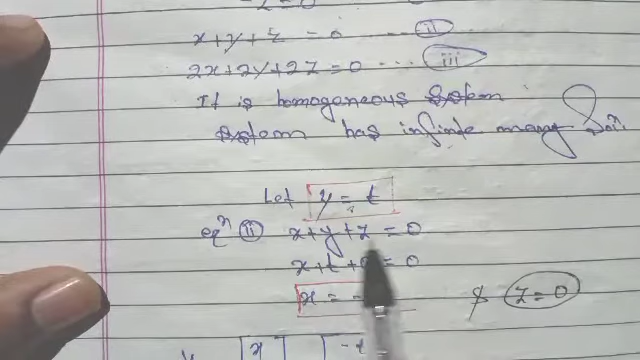 x+y+z = 0 (ii)
2x+2y+2z=0 ... (iii)
It is homogeneous system
system has infinite many Solⁿ.
Let y = t
eqⁿ (ii) x+y+z = 0
x+t+ = 0
x = - & z=0
[x] -t